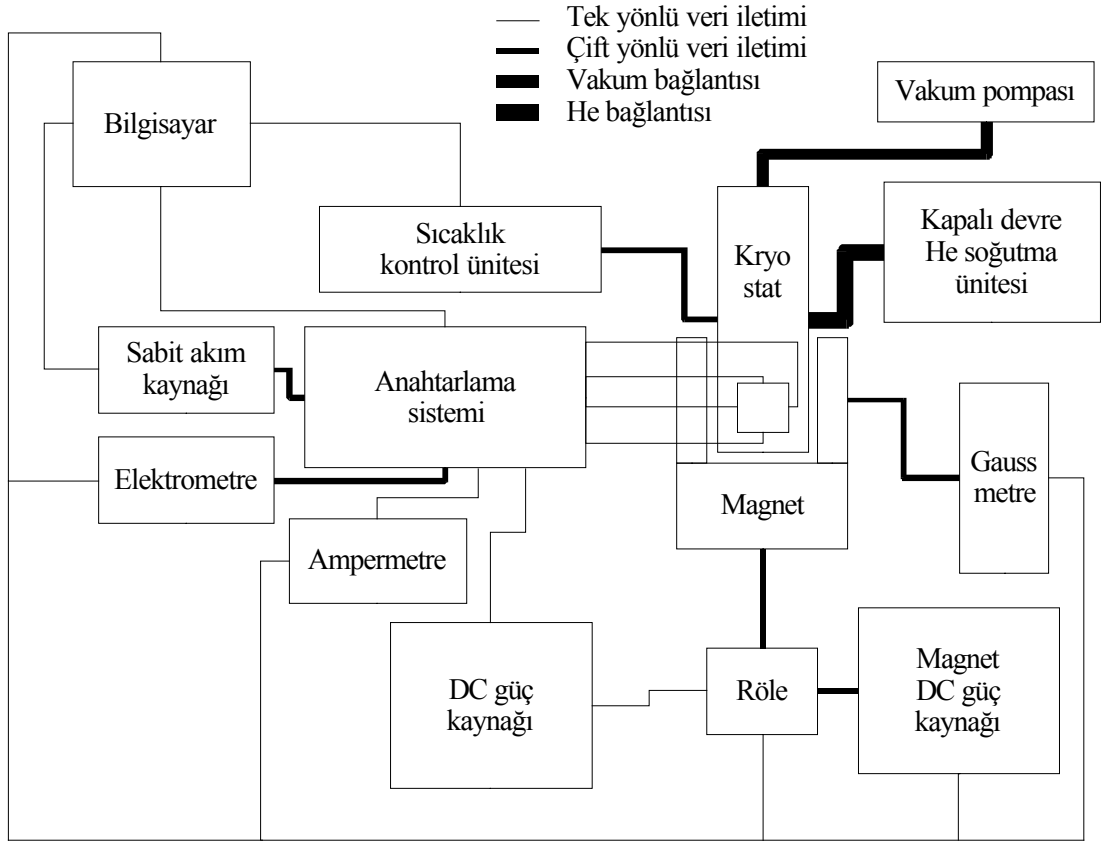 Tek yönlü veri iletimi
Çift yönlü veri iletimi
Vakum bağlantısı
He bağlantısı
Vakum pompası
Bilgisayar
Sıcaklık
kontrol ünitesi
Kryo
stat
Kapalı devre
He soğutma
ünitesi
Sabit akım
kaynağı
Anahtarlama
sistemi
Elektrometre
Magnet
Gauss
metre
Ampermetre
DC güç
kaynağı
Röle
Magnet
DC güç
kaynağı